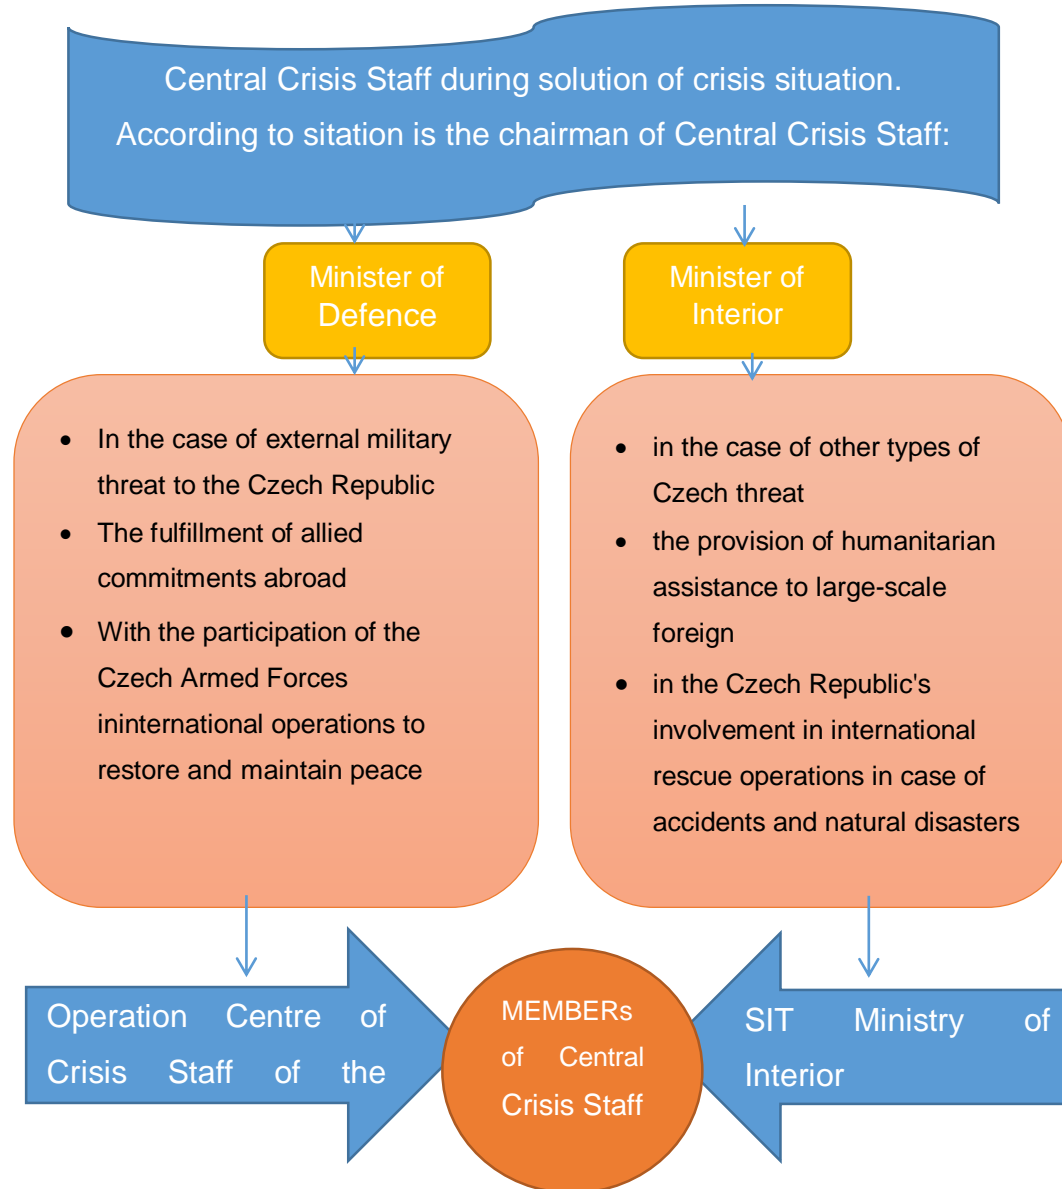 Central Crisis Staff during solution of crisis situation.
According to sitation is the chairman of Central Crisis Staff:
Minister of
Defence
Minister of
Interior
• In the case of external military
threat to the Czech Republic
• The fulfillment of allied
commitments abroad
• With the participation of the
Czech Armed Forces
ininternational operations to
restore and maintain peace
• in the case of other types of
Czech threat
• the provision of humanitarian
assistance to large-scale
foreign
• in the Czech Republic's
involvement in international
rescue operations in case of
accidents and natural disasters
Operation Centre of
Crisis Staff of the
MEMBERs
of Central
Crisis Staff
SIT Ministry of
Interior